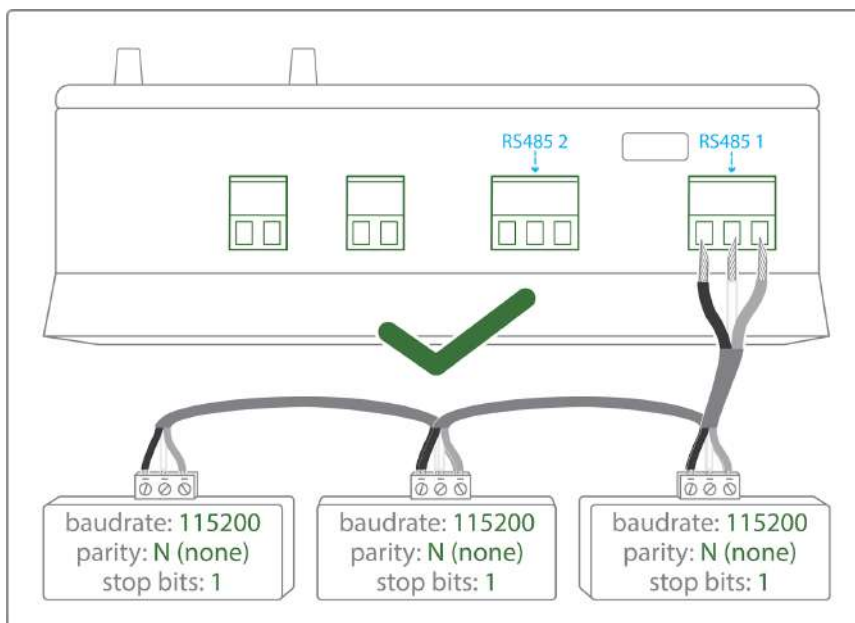 RS485 2
RS485 1
baudrate: 115200
parity: N (none)
stop bits: 1
baudrate: 115200
parity: N (none)
stop bits: 1
baudrate: 115200
parity: N (none)
stop bits: 1